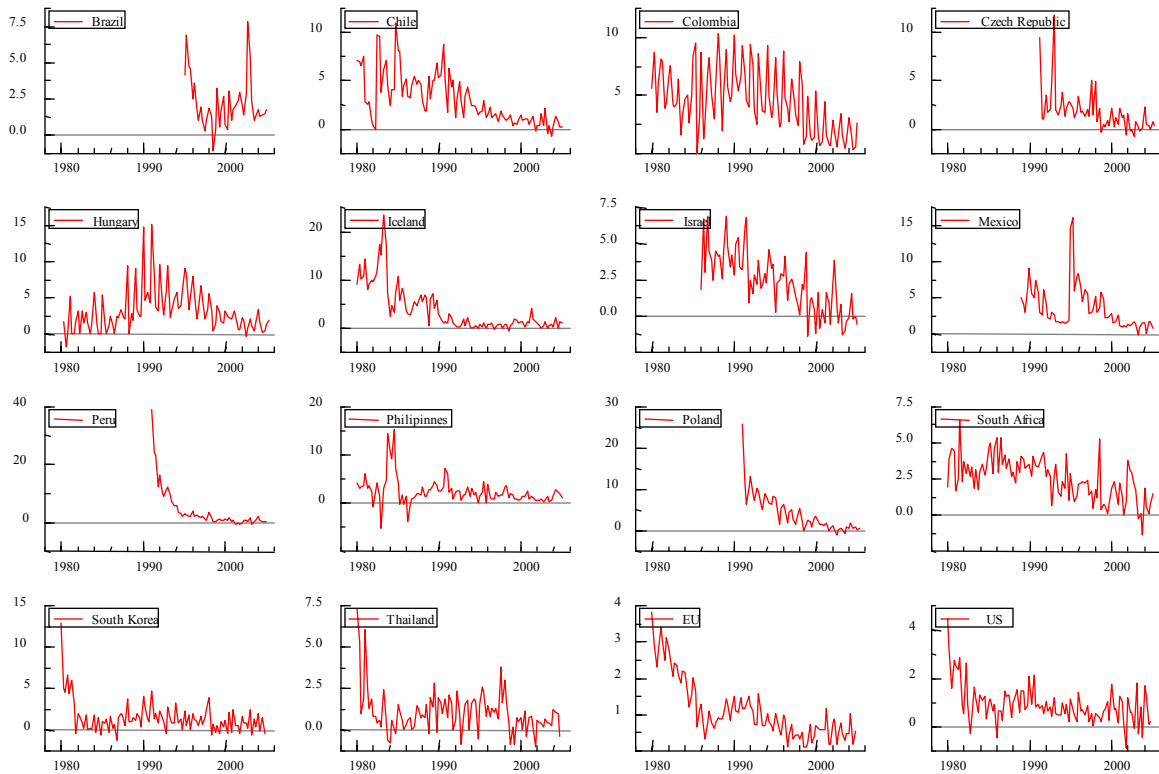 7.5
Brazil
5.0
2.5
0.0
1980 1990 2000
Chile
10
5
0
1980 1990 2000
Colombia
10
5
1980 1990 2000
Czech Republic
10
5
0
1980 1990 2000
15
Hungary
10
5
0
1980 1990 2000
Iceland
20
10
0
1980 1990 2000
7.5
Israel
5.0
2.5
0.0
1980 1990 2000
15
Mexico
10
5
0
1980 1990 2000
40
Peru
20
0
1980 1990 2000
20
Philipinnes
10
0
1980 1990 2000
30
Poland
20
10
0
1980 1990 2000
7.5
South Africa
5.0
2.5
0.0
1980 1990 2000
15
South Korea
10
5
0
1980 1990 2000
7.5
Thailand
5.0
2.5
0.0
1980 1990 2000
4
EU
3
2
1
1980 1990 2000
US
4
2
0
1980 1990 2000